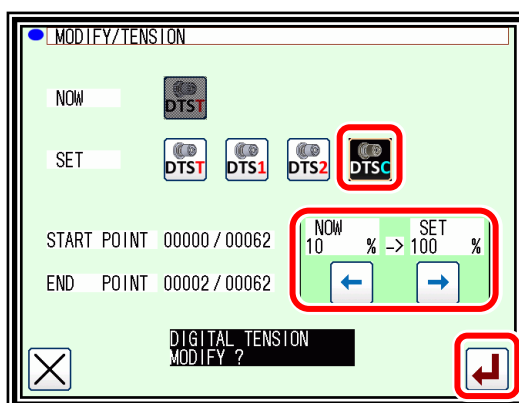 MODIFY/TENSION
NOW
DTST
SET
DTST DTS1 DTS2 DTSC
START POINT 00000/00062
END POINT 00002/00062
NOW SET
10 % -> 100 %
DIGITAL TENSION
MODIFY ?